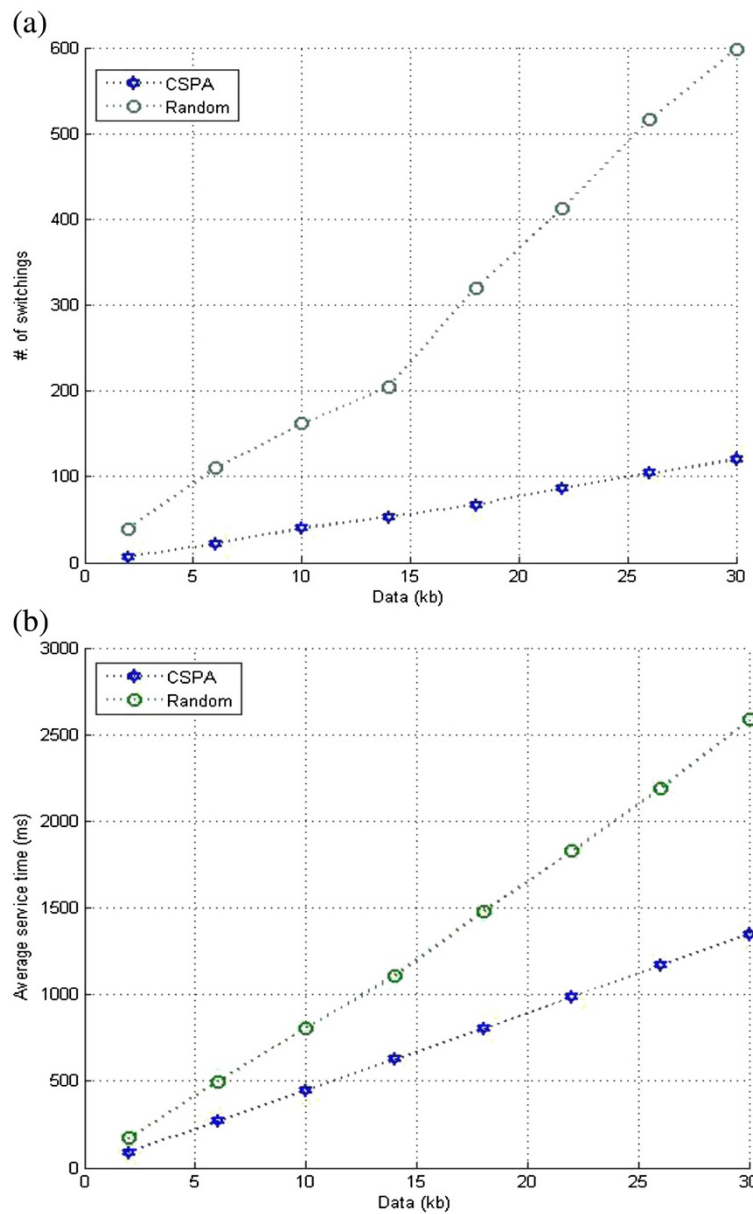 (a)
600
500
400
300
200
100
0
#. of switchings
CSPA
Random
0 5 10 15 20 25 30
Data (kb)
(b)
3000
2500
2000
1500
1000
500
0
Average service time (ms)
CSPA
Random
0 5 10 15 20 25 30
Data (kb)